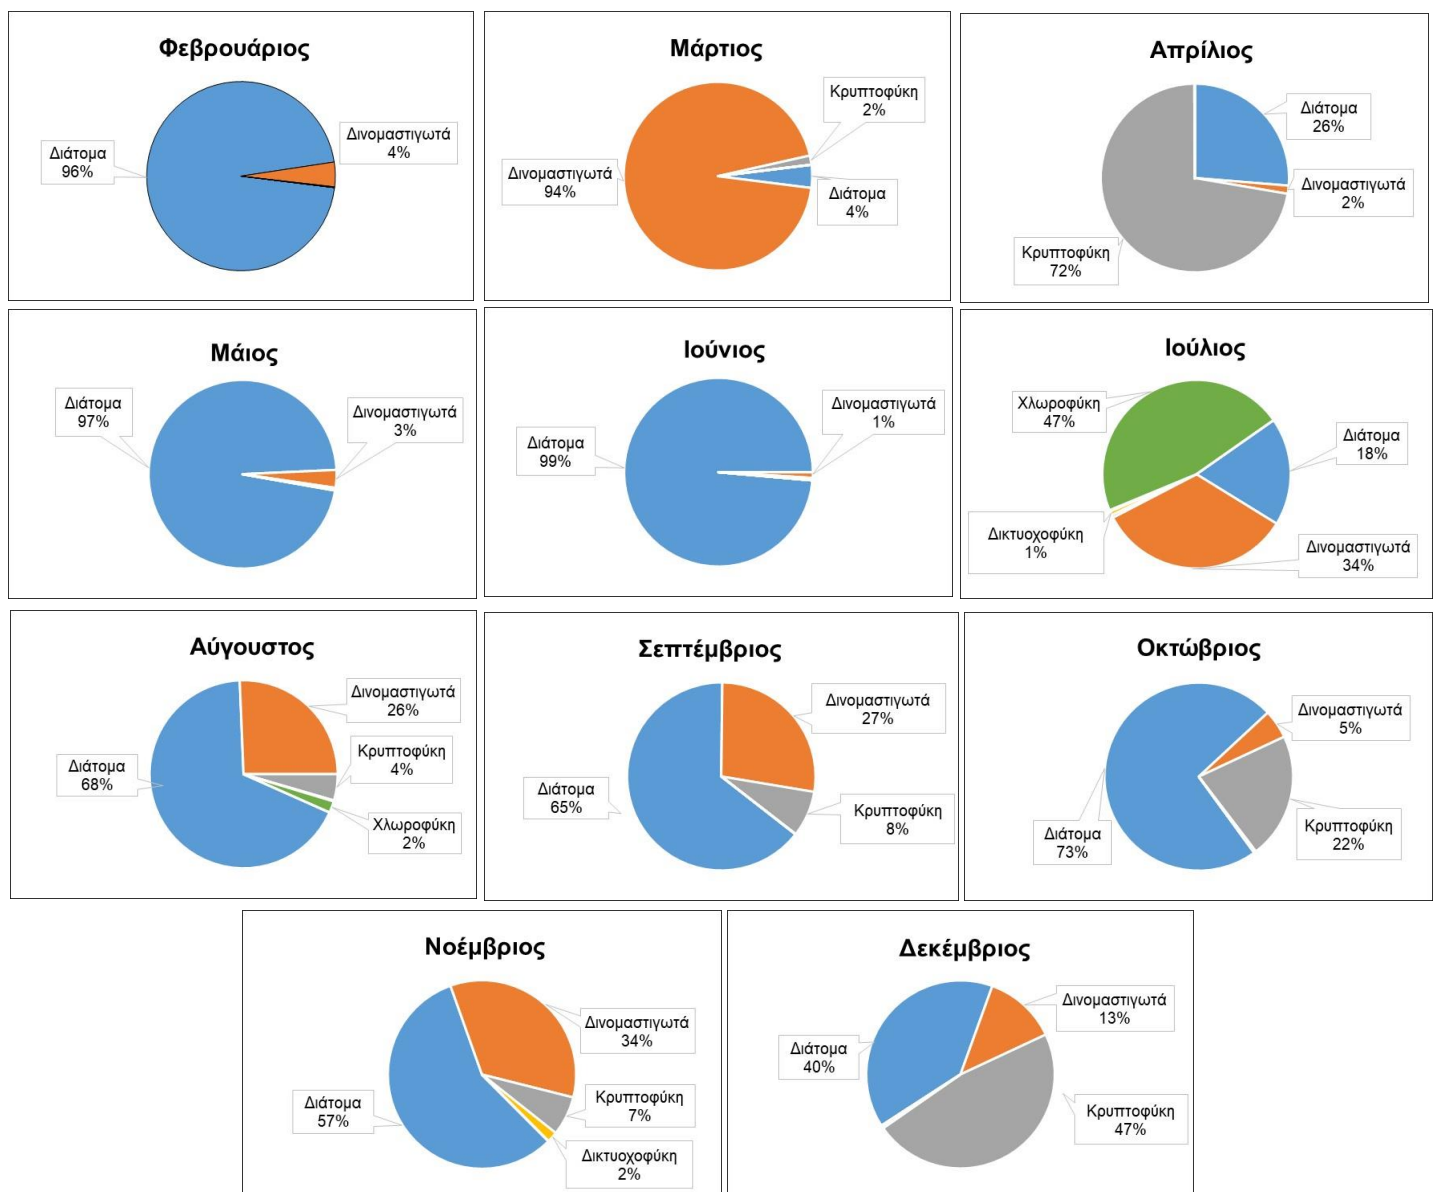 Φεβρουάριος
Διάτομα
96%
Δινομαστιγωτά
4%
Μάρτιος
Κρυπτοφύκη
2%
Δινομαστιγωτά
94%
Διάτομα
4%
Απρίλιος
Διάτομα
26%
Δινομαστιγωτά
2%
Κρυπτοφύκη
72%
Μάιος
Διάτομα
97%
Δινομαστιγωτά
3%
Ιούνιος
Δινομαστιγωτά
1%
Διάτομα
99%
Ιούλιος
Χλωροφύκη
47%
Διάτομα
18%
Δικτυοχοφύκη
1%
Δινομαστιγωτά
34%
Αύγουστος
Δινομαστιγωτά
26%
Κρυπτοφύκη
4%
Διάτομα
68%
Χλωροφύκη
2%
Σεπτέμβριος
Δινομαστιγωτά
27%
Διάτομα
65%
Κρυπτοφύκη
8%
Οκτώβριος
Δινομαστιγωτά
5%
Διάτομα
73%
Κρυπτοφύκη
22%
Νοέμβριος
Δινομαστιγωτά
34%
Διάτομα
57%
Κρυπτοφύκη
7%
Δικτυοχοφύκη
2%
Δεκέμβριος
Δινομαστιγωτά
13%
Διάτομα
40%
Κρυπτοφύκη
47%